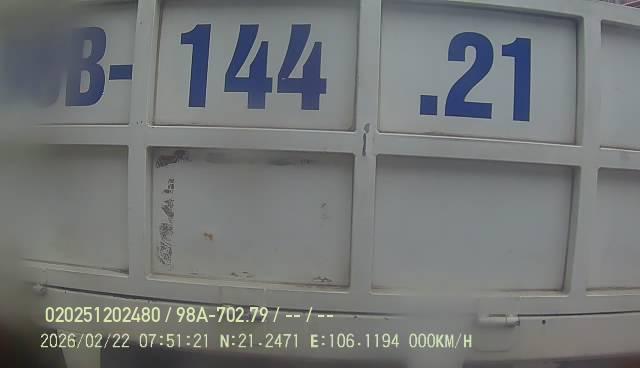 B-144.21
020251202480 / 98A-702.79 / -- / --
2026/02/22 07:51:21 N:21.2471 E:106.1194 000KM/H